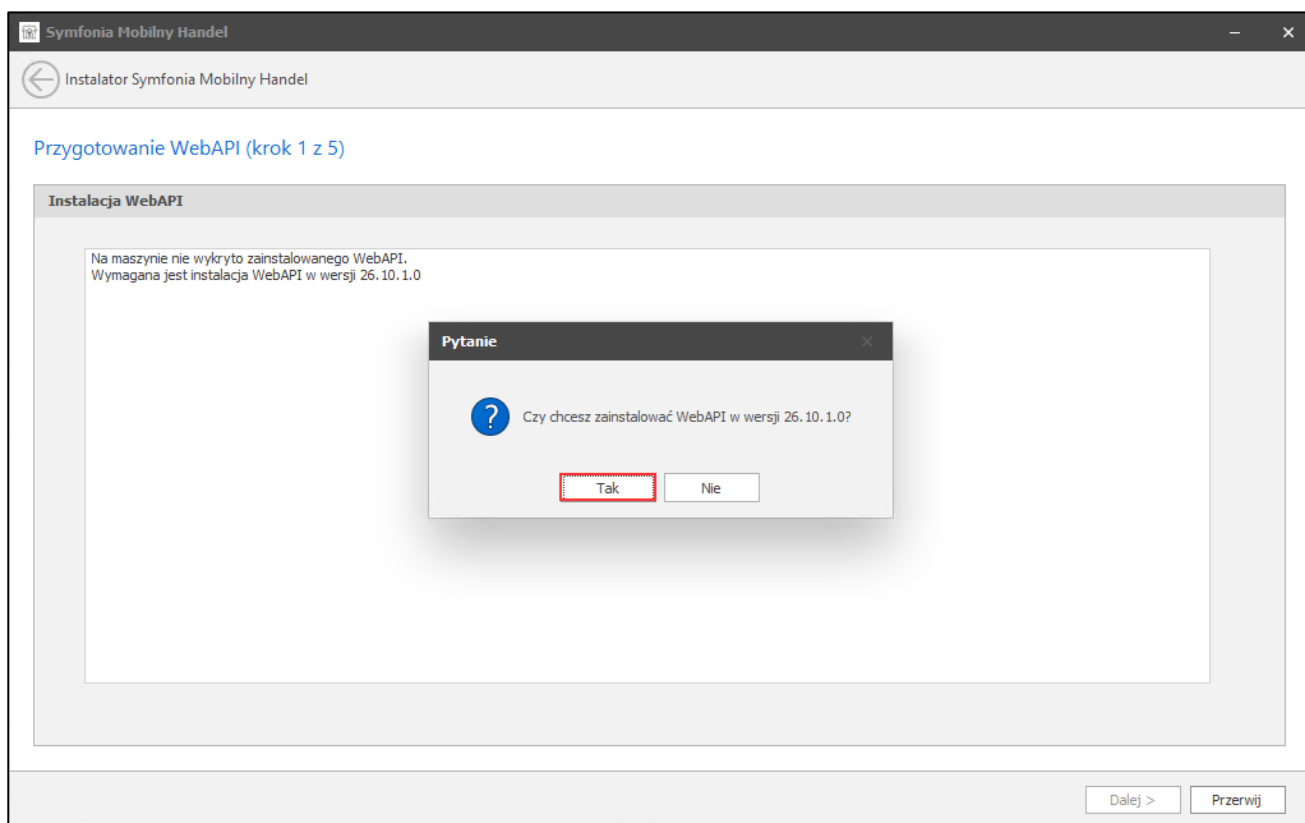 Symfonia Mobilny Handel
Instalator Symfonia Mobilny Handel
Przygotowanie WebAPI (krok 1 z 5)
Instalacja WebAPI
Na maszynie nie wykryto zainstalowanego WebAPI.
Wymagana jest instalacja WebAPI w wersji 26.10.1.0
Pytanie
Czy chcesz zainstalować WebAPI w wersji 26.10.1.0?
Tak Nie
Dalej > Przerwij